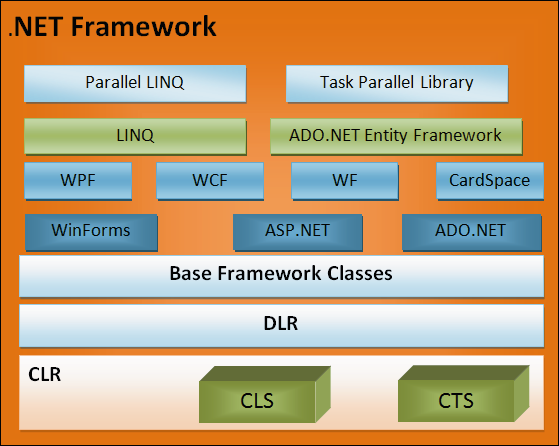 .NET Framework
Parallel LINQ
Task Parallel Library
LINQ
ADO.NET Entity Framework
WPF
WCF
WF
CardSpace
WinForms
ASP.NET
ADO.NET
Base Framework Classes
DLR
CLR
CLS
CTS